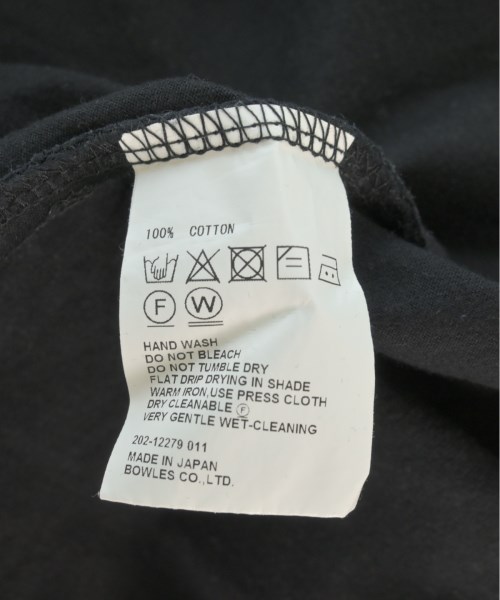 100% COTTON
F W
HAND WASH
DO NOT BLEACH
DO NOT TUMBLE DRY
FLAT DRIP DRYING IN SHADE
WARM IRON,USE PRESS CLOTH
DRY CLEANABLE Ⓕ
VERY GENTLE WET-CLEANING
202-12279 011
MADE IN JAPAN
BOWLES CO.,LTD.